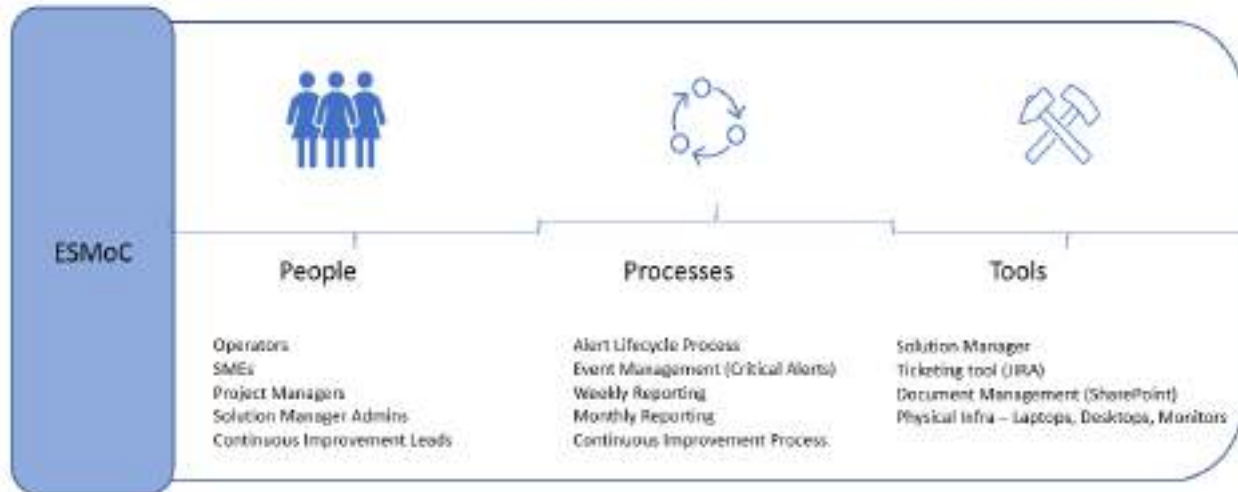 ESMoC
People
Operators
SMEs
Project Managers
Solution Manager Admins
Continuous Improvement Leads
Processes
Alert Lifecycle Process
Event Management (Critical Alerts)
Weekly Reporting
Monthly Reporting
Continuous Improvement Process
Tools
Solution Manager
Ticketing tool (JIRA)
Document Management (SharePoint)
Physical Infra – Laptops, Desktops, Monitors